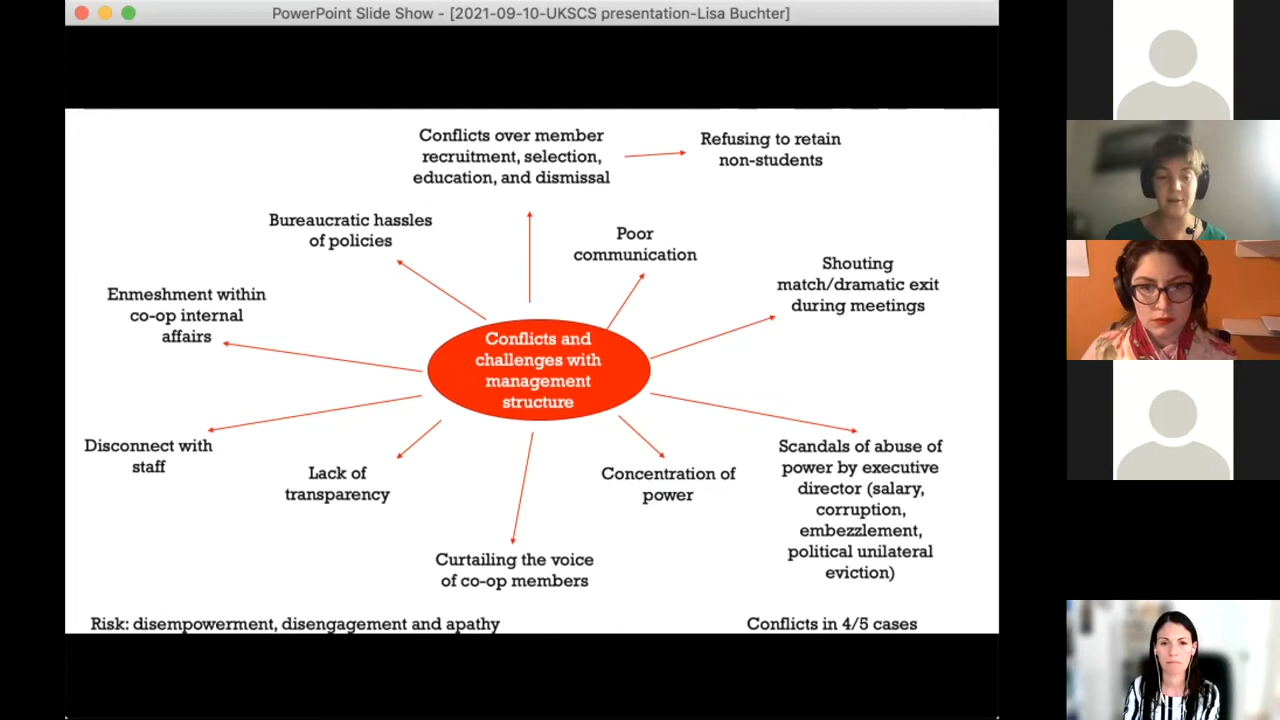 PowerPoint Slide Show - [2021-09-10-UKSCS presentation-Lisa Buchter]
Conflicts over member
recruitment, selection,
education, and dismissal
Refusing to retain
non-students
Bureaucratic hassles
of policies
Poor
communication
Shouting
match/dramatic exit
during meetings
Enmeshment within
co-op internal
affairs
Conflicts and
challenges with
management
structure
Disconnect with
staff
Lack of
transparency
Curtailing the voice
of co-op members
Concentration of
power
Scandals of abuse of
power by executive
director (salary,
corruption,
embezzlement,
political unilateral
eviction)
Risk: disempowerment, disengagement and apathy
Conflicts in 4/5 cases